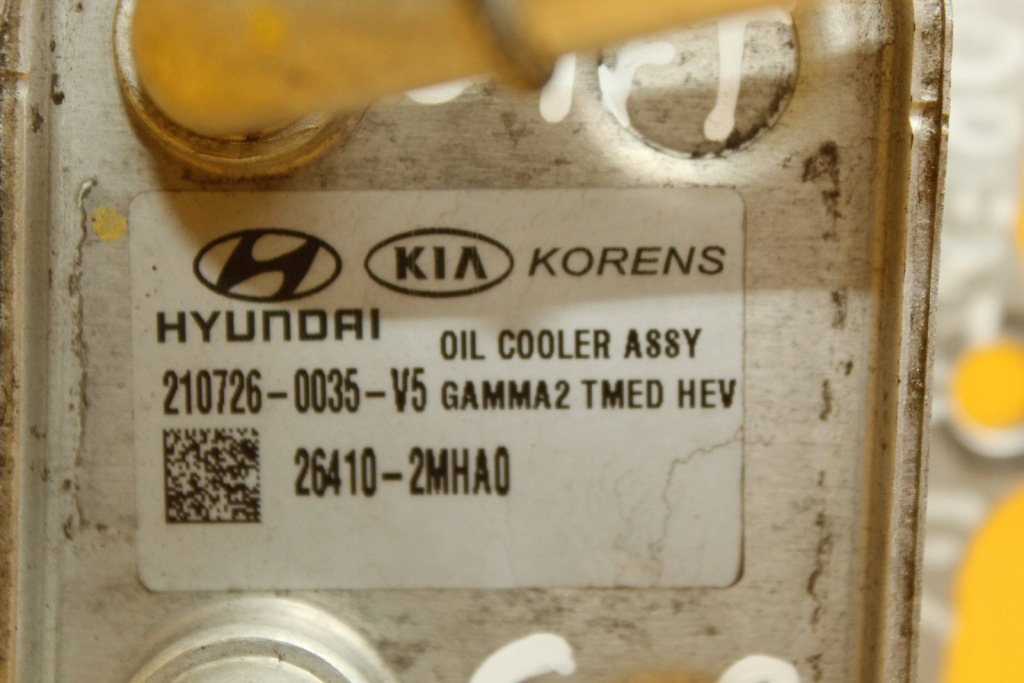 KIA KORENS
HYUNDAI
OIL COOLER ASSY
210726-0035-V5 GAMMA2 TMED HEV
26410-2MHA0